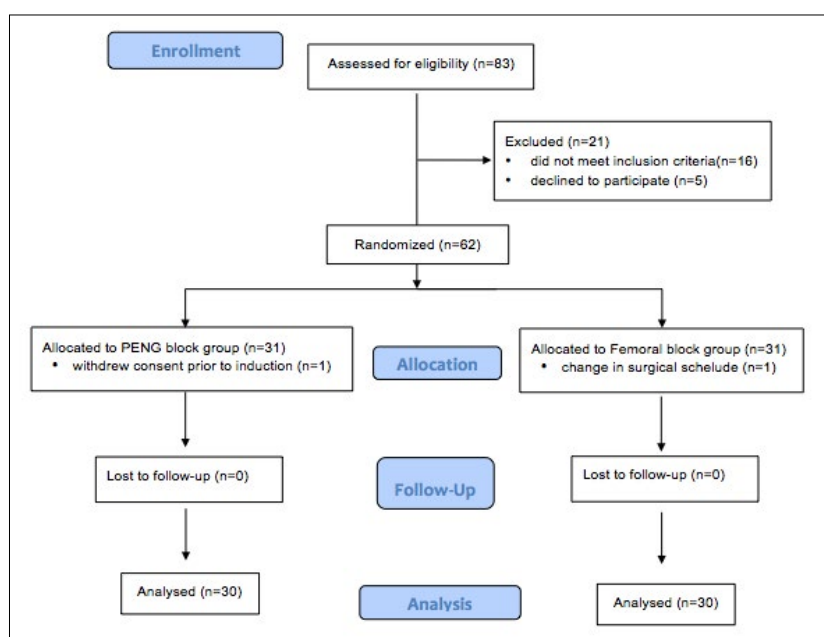 Enrollment
Assessed for eligibility (n=83)
Excluded (n=21)
• did not meet inclusion criteria(n=16)
• declined to participate (n=5)
Randomized (n=62)
Allocated to PENG block group (n=31)
• withdrew consent prior to induction (n=1)
Allocation
Allocated to Femoral block group (n=31)
• change in surgical schelude (n=1)
Lost to follow-up (n=0)
Follow-Up
Lost to follow-up (n=0)
Analysed (n=30)
Analysis
Analysed (n=30)